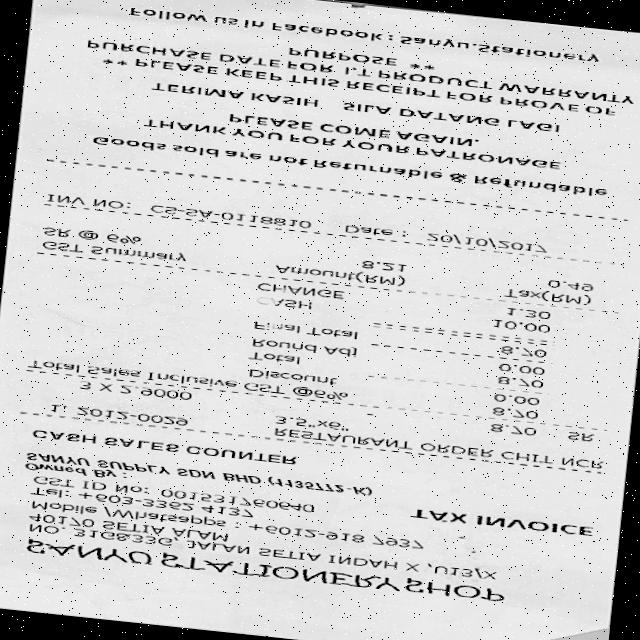 SANYU STATIONERY SHOP
NO. 31G&33G, JALAN SETIA INDAH X ,U13/X
40170 SETIA ALAM
Mobile /Whatsapps : +6012-918 7937
Tel: +603-3362 4137
GST ID No: 001531760640
TAX INVOICE
Owned By :
SANYU SUPPLY SDN BHD (1135772-K)
CASH SALES COUNTER
1. 2012-0029 RESTAURANT ORDER CHIT NCR
3.5"x6"
3 X 2.9000 8.70 SR
Total Sales Inclusive GST @6% 8.70
Discount 0.00
Total 8.70
Round Adj 0.00
Final Total 8.70
CASH 10.00
CHANGE 1.30
GST Summary Amount(RM) Tax(RM)
SR @ 6% 8.21 0.49
INV NO: CS-SA-0118810 Date : 20/10/2017
Goods sold are not Returnable & Refundable
THANK YOU FOR YOUR PATRONAGE
PLEASE COME AGAIN.
TERIMA KASIH SILA DATANG LAGI
** PLEASE KEEP THIS RECEIPT FOR PROVE OF
PURCHASE DATE FOR I.T PRODUCT WARRANTY
PURPOSE **
Follow us in Facebook : sanyu.stationery